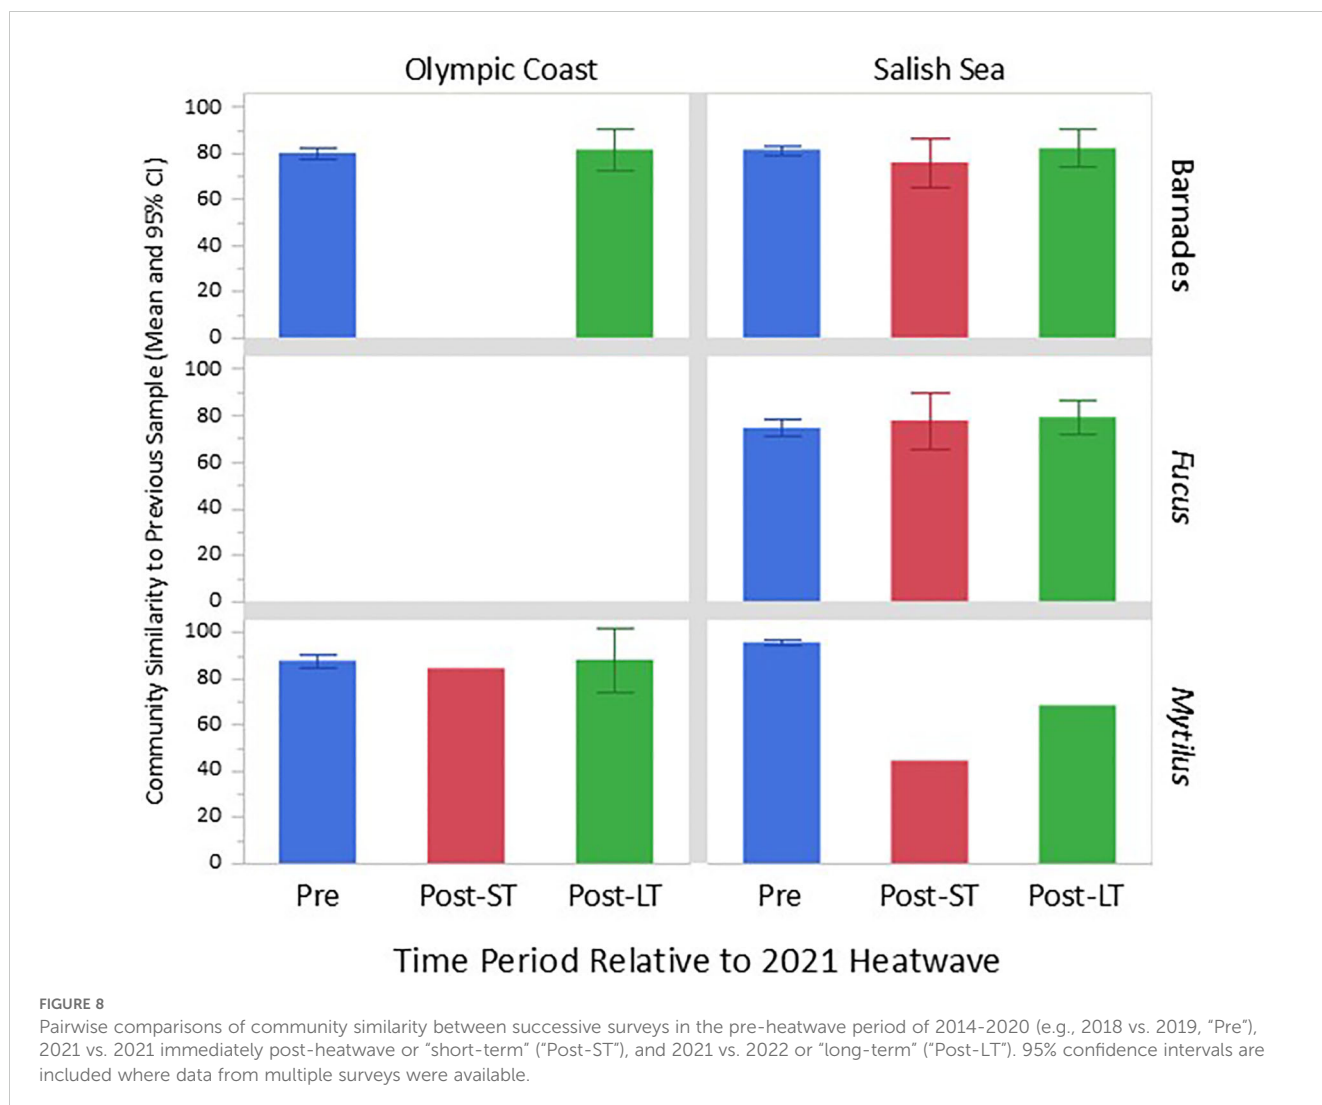 Olympic Coast
Salish Sea
Community Similarity to Previous Sample (Mean and 95% CI)
100
80
60
40
20
0
Barnades
100
80
60
40
20
0
Fucus
100
80
60
40
20
0
Mytilus
Pre Post-ST Post-LT Pre Post-ST Post-LT
Time Period Relative to 2021 Heatwave
FIGURE 8
Pairwise comparisons of community similarity between successive surveys in the pre-heatwave period of 2014-2020 (e.g., 2018 vs. 2019, “Pre”),
2021 vs. 2021 immediately post-heatwave or “short-term” (“Post-ST”), and 2021 vs. 2022 or “long-term” (“Post-LT”). 95% confidence intervals are
included where data from multiple surveys were available.